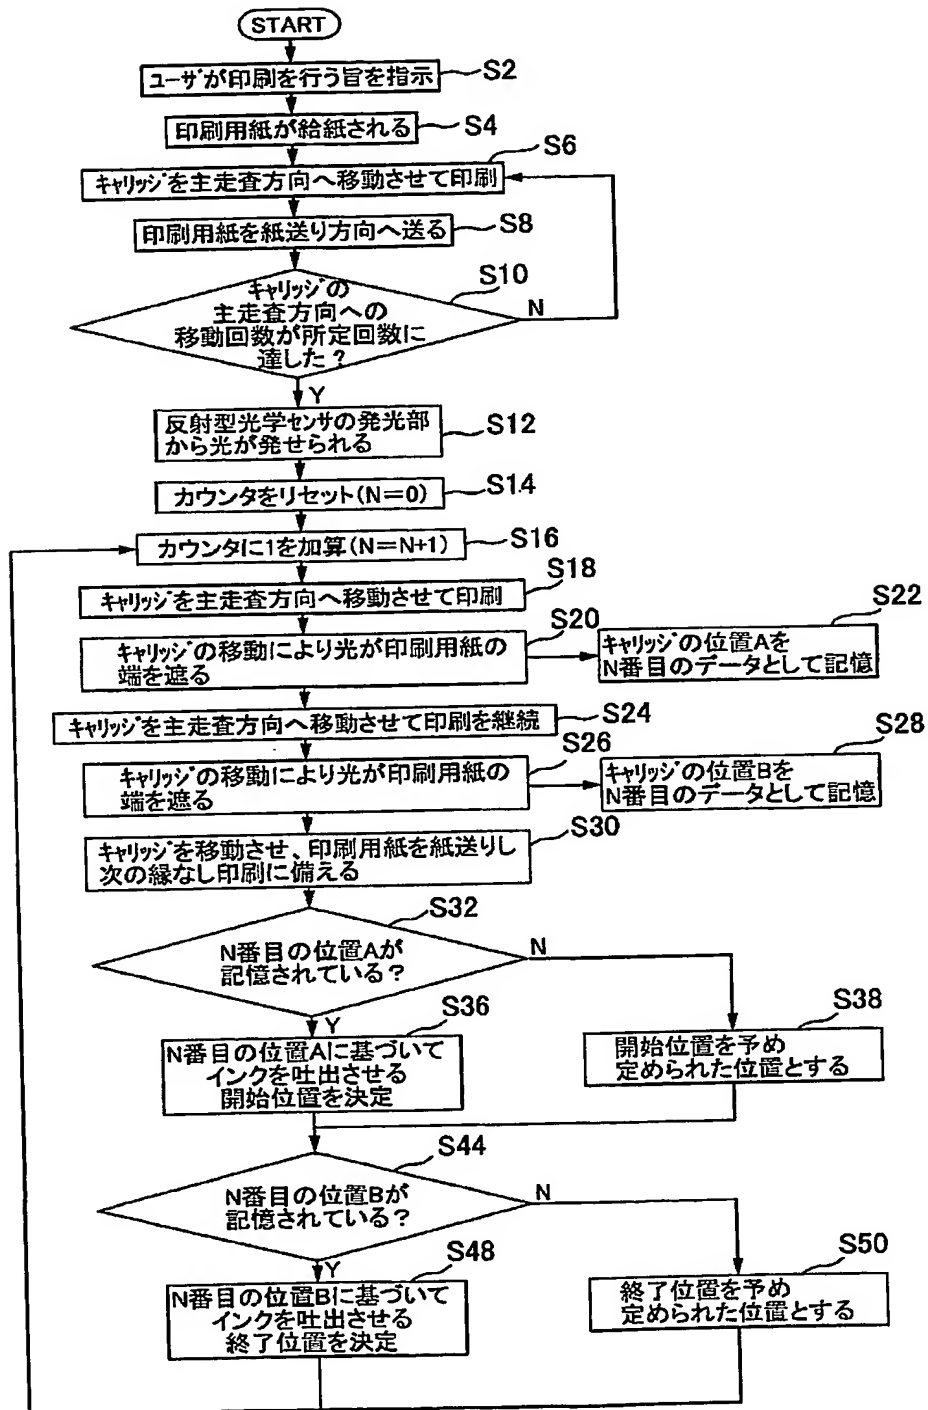 START
ユーザが印刷を行う旨を指示
S2
印刷用紙が給紙される
S4
S6
キャリッジを主走査方向へ移動させて印刷
印刷用紙を紙送り方向へ送る
S8
S10
キャリッジの
主走査方向への
移動回数が所定回数に
達した？
N
Y
反射型光学センサの発光部
から光が発せられる
S12
カウンタをリセット(N=0)
S14
カウンタに1を加算(N=N+1)
S16
S18
キャリッジを主走査方向へ移動させて印刷
S20
キャリッジの移動により光が印刷用紙の
端を遮る
S22
キャリッジの位置Aを
N番目のデータとして記憶
キャリッジを主走査方向へ移動させて印刷を継続
S24
S26
キャリッジの移動により光が印刷用紙の
端を遮る
S28
キャリッジの位置Bを
N番目のデータとして記憶
S30
キャリッジを移動させ、印刷用紙を紙送りし
次の縁なし印刷に備える
S32
N番目の位置Aが
記憶されている？
N
Y
S36
N番目の位置Aに基づいて
インクを吐出させる
開始位置を決定
S38
開始位置を予め
定められた位置とする
S44
N番目の位置Bが
記憶されている？
N
Y
S48
N番目の位置Bに基づいて
インクを吐出させる
終了位置を決定
S50
終了位置を予め
定められた位置とする